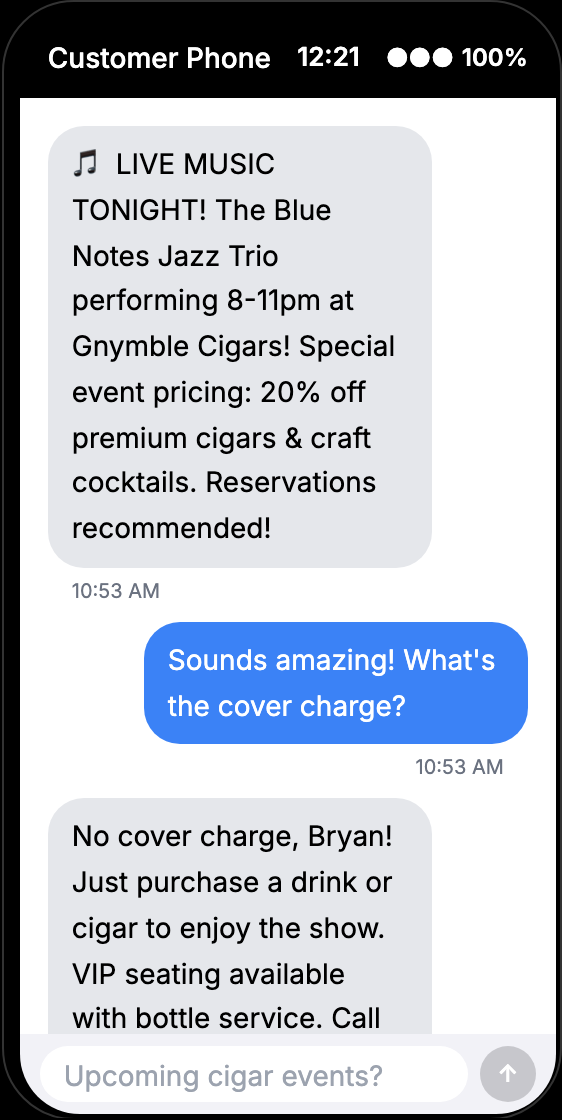 Customer Phone 12:21 100%
🎵 LIVE MUSIC
TONIGHT! The Blue
Notes Jazz Trio
performing 8-11pm at
Gnymble Cigars! Special
event pricing: 20% off
premium cigars & craft
cocktails. Reservations
recommended!
10:53 AM
Sounds amazing! What's
the cover charge?
10:53 AM
No cover charge, Bryan!
Just purchase a drink or
cigar to enjoy the show.
VIP seating available
with bottle service. Call
Upcoming cigar events?